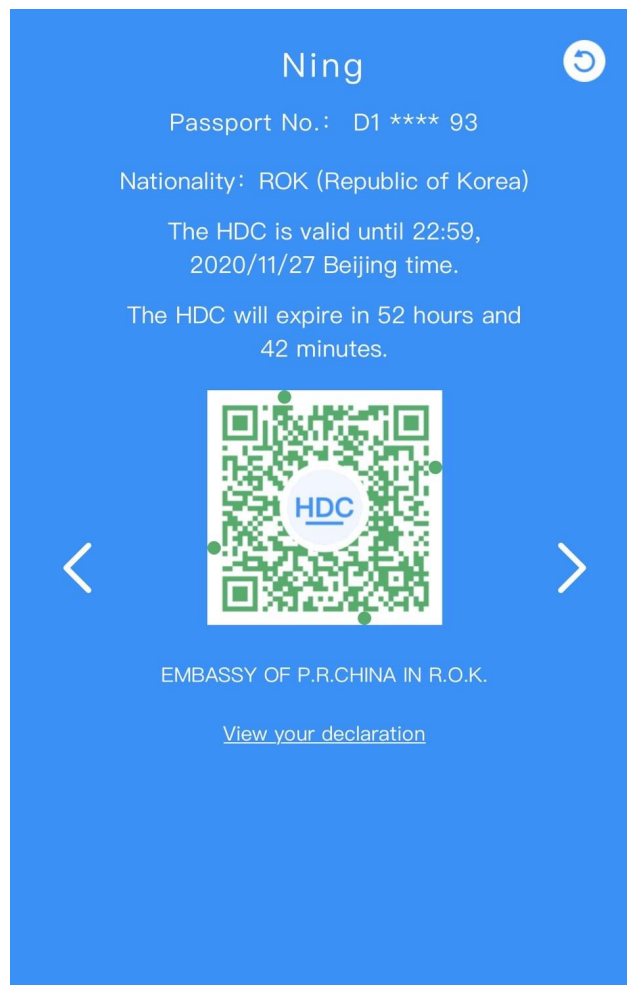 Ning
Passport No.： D1 **** 93
Nationality：ROK (Republic of Korea)
The HDC is valid until 22:59,
2020/11/27 Beijing time.
The HDC will expire in 52 hours and
42 minutes.
HDC
EMBASSY OF P.R.CHINA IN R.O.K.
View your declaration